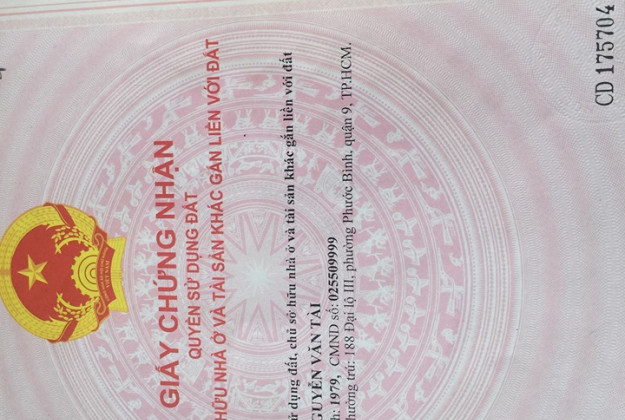 GIẤY CHỨNG NHẬN
QUYỀN SỬ DỤNG ĐẤT
HỮU NHÀ Ở VÀ TÀI SẢN KHÁC GẮN LIỀN VỚI ĐẤT
dụng đất, chủ sở hữu nhà ở và tài sản khác gắn liền với đất
GUYỄN VĂN TÀI
h: 1979, CMND số: 025509999
hường trú: 188 Đại lộ III, phường Phước Bình, quận 9, TP.HCM.
CD 175704